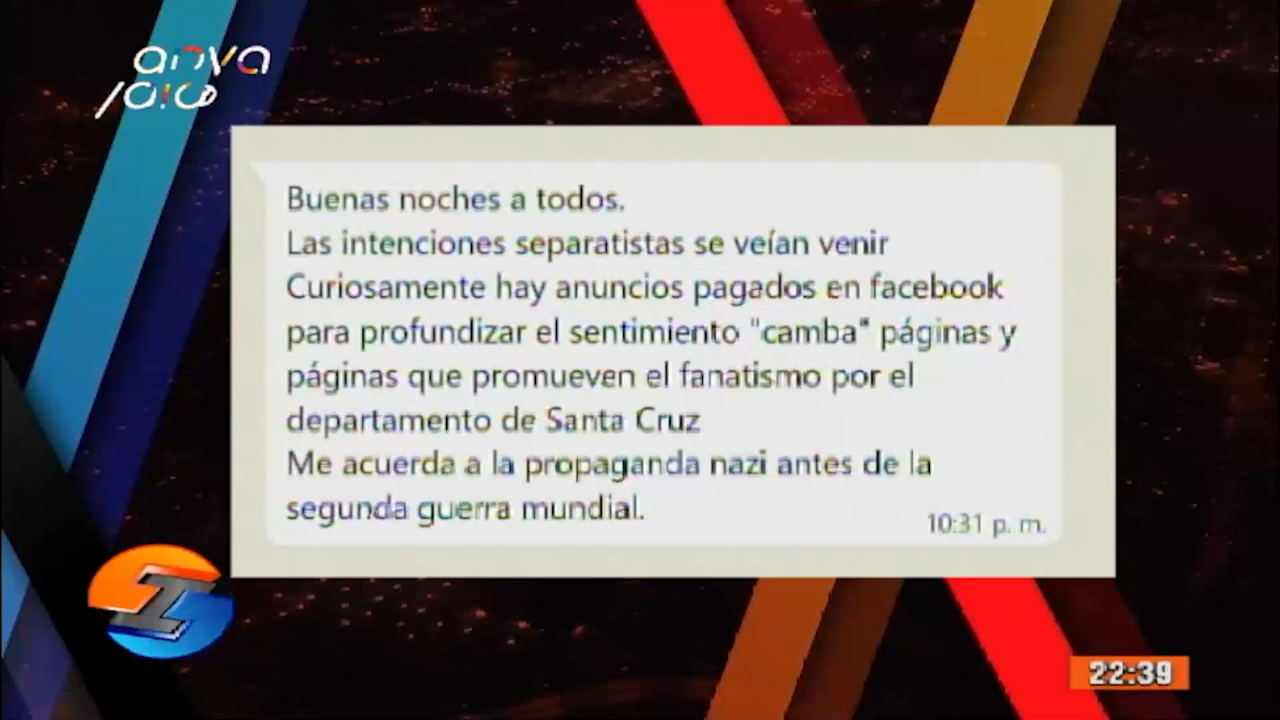 Buenas noches a todos.
Las intenciones separatistas se veían venir
Curiosamente hay anuncios pagados en facebook
para profundizar el sentimiento "camba" páginas y
páginas que promueven el fanatismo por el
departamento de Santa Cruz
Me acuerda a la propaganda nazi antes de la
segunda guerra mundial.
10:31 p. m.
22:39